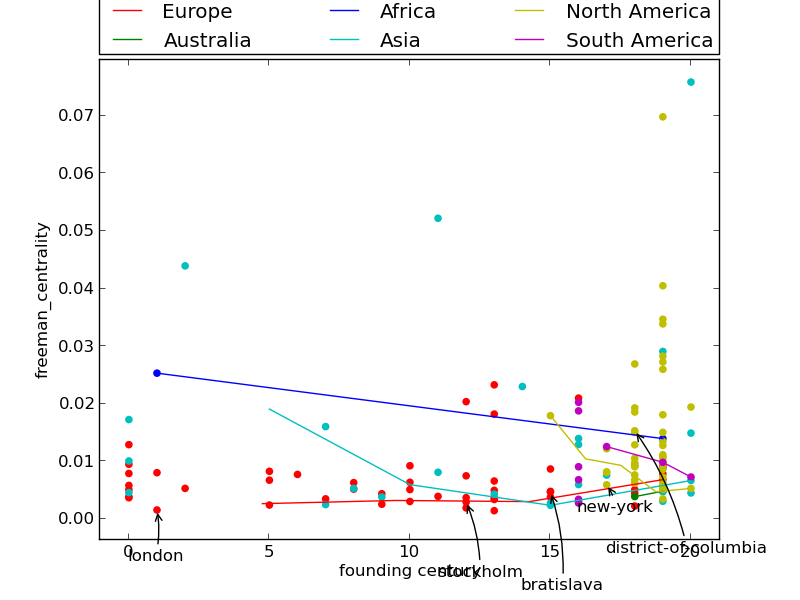 Europe Africa North America
Australia Asia South America
0.07
0.06
0.05
0.04
0.03
0.02
0.01
0.00
freeman_centrality
0 5 10 15 20
founding century
london
stockholm
bratislava
new-york
district-of-columbia